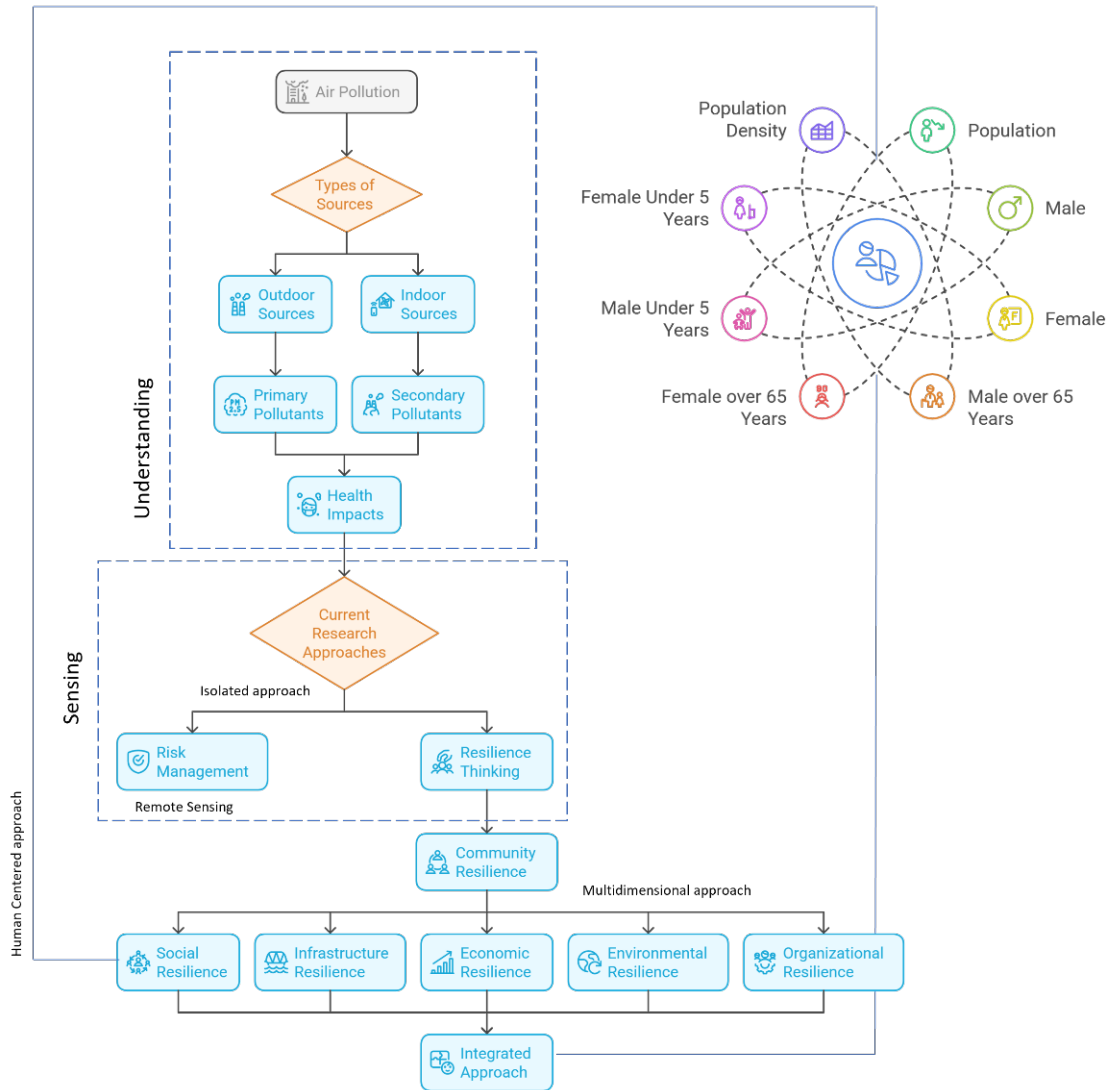 Air Pollution
Types of
Sources
Outdoor
Sources
Indoor
Sources
Primary
Pollutants
Secondary
Pollutants
Health
Impacts
Understanding
Current
Research
Approaches
Isolated approach
Risk
Management
Resilience
Thinking
Remote Sensing
Sensing
Community
Resilience
Multidimensional approach
Social
Resilience
Infrastructure
Resilience
Economic
Resilience
Environmental
Resilience
Organizational
Resilience
Integrated
Approach
Human Centered approach
Population
Density
Population
Female Under 5
Years
Male
Male Under 5
Years
Female
F
Female over 65
Years
Male over 65
Years